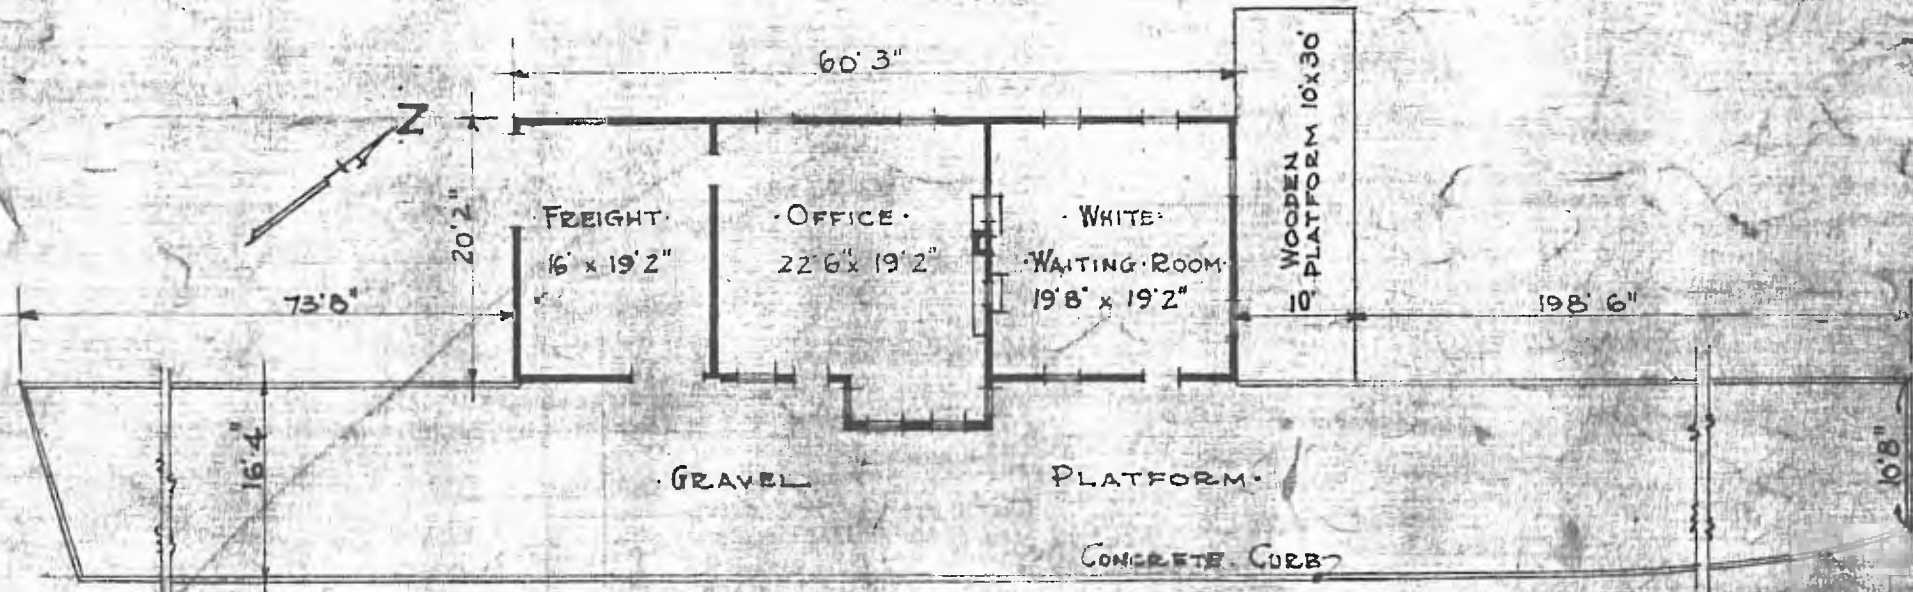 60' 3"
N
20'2"
·FREIGHT·
16' x 19'2"
·OFFICE·
22'6" x 19'2"
·WHITE·
·WAITING·ROOM·
19'8" x 19'2"
WOODEN
PLATFORM 10'x30'
10'
73'8"
198' 6"
16'4"
10'8"
·GRAVEL
PLATFORM·
CONCRETE CURB